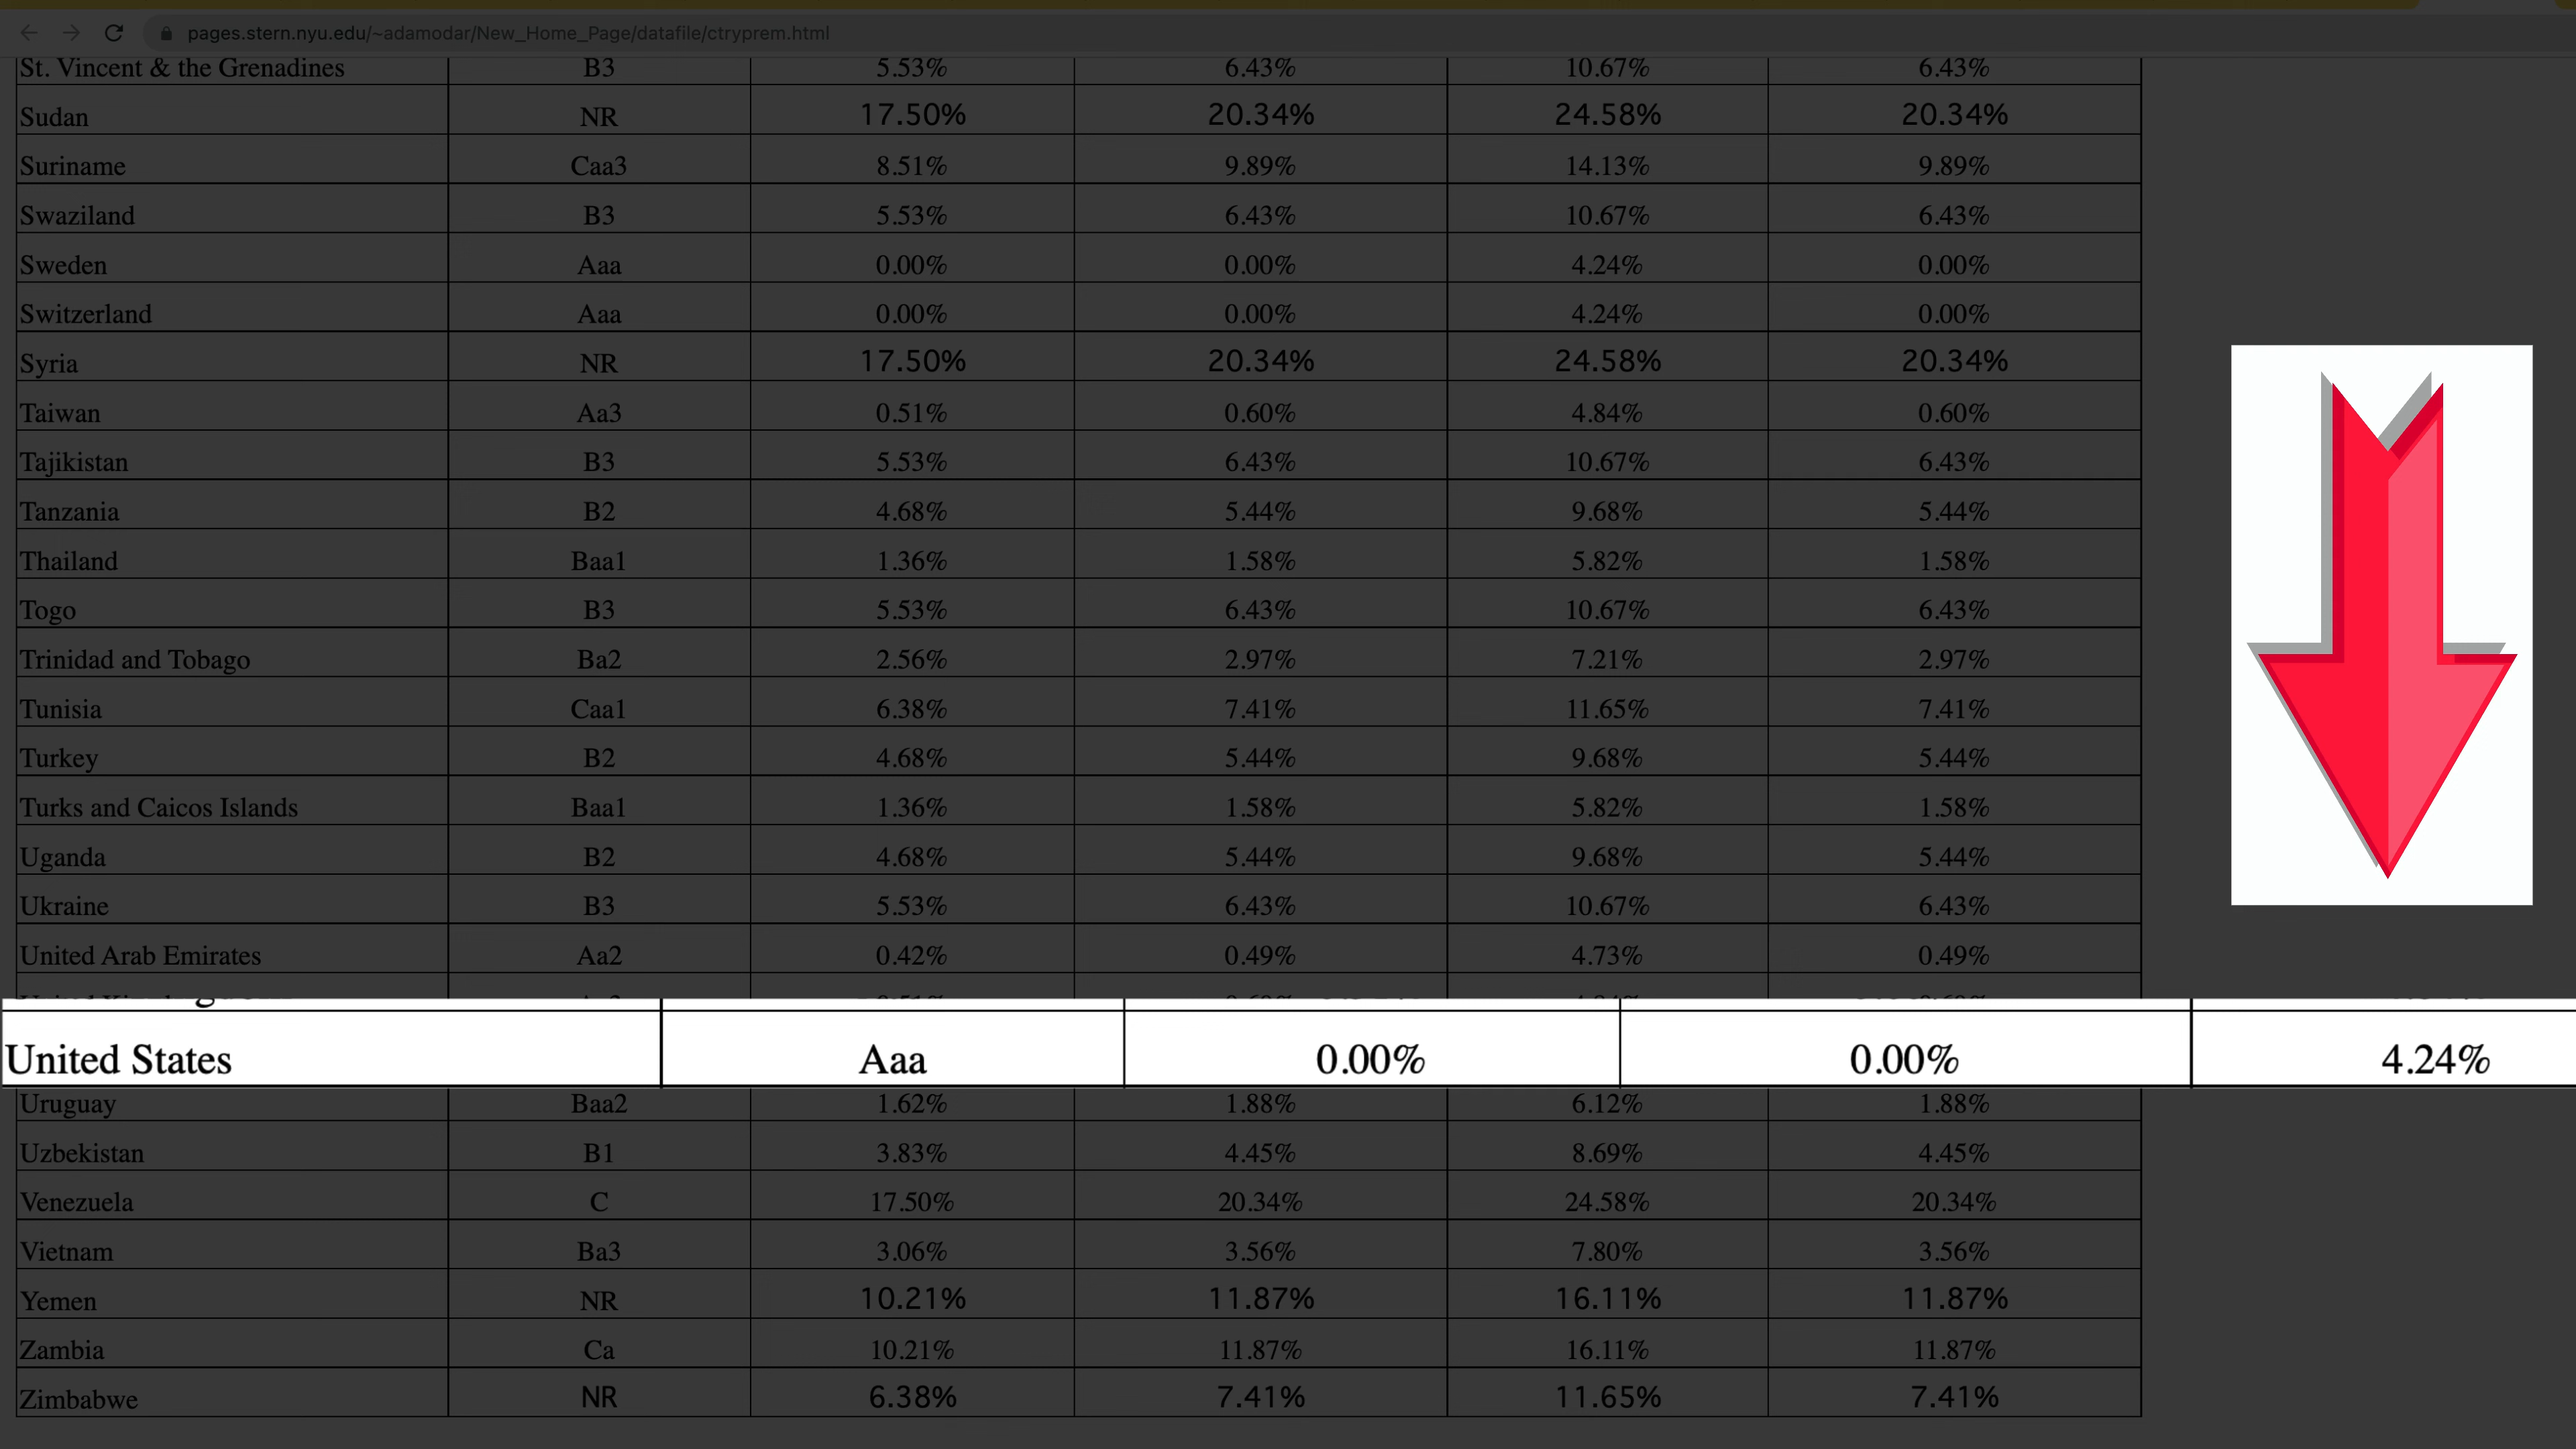 pages.stern.nyu.edu/~adamodar/New_Home_Page/datafile/ctryprem.html
St. Vincent & the Grenadines B3 5.53% 6.43% 10.67% 6.43%
Sudan NR 17.50% 20.34% 24.58% 20.34%
Suriname Caa3 8.51% 9.89% 14.13% 9.89%
Swaziland B3 5.53% 6.43% 10.67% 6.43%
Sweden Aaa 0.00% 0.00% 4.24% 0.00%
Switzerland Aaa 0.00% 0.00% 4.24% 0.00%
Syria NR 17.50% 20.34% 24.58% 20.34%
Taiwan Aa3 0.51% 0.60% 4.84% 0.60%
Tajikistan B3 5.53% 6.43% 10.67% 6.43%
Tanzania B2 4.68% 5.44% 9.68% 5.44%
Thailand Baa1 1.36% 1.58% 5.82% 1.58%
Togo B3 5.53% 6.43% 10.67% 6.43%
Trinidad and Tobago Ba2 2.56% 2.97% 7.21% 2.97%
Tunisia Caa1 6.38% 7.41% 11.65% 7.41%
Turkey B2 4.68% 5.44% 9.68% 5.44%
Turks and Caicos Islands Baa1 1.36% 1.58% 5.82% 1.58%
Uganda B2 4.68% 5.44% 9.68% 5.44%
Ukraine B3 5.53% 6.43% 10.67% 6.43%
United Arab Emirates Aa2 0.42% 0.49% 4.73% 0.49%
United States Aaa 0.00% 0.00% 4.24%
Uruguay Baa2 1.62% 1.88% 6.12% 1.88%
Uzbekistan B1 3.83% 4.45% 8.69% 4.45%
Venezuela C 17.50% 20.34% 24.58% 20.34%
Vietnam Ba3 3.06% 3.56% 7.80% 3.56%
Yemen NR 10.21% 11.87% 16.11% 11.87%
Zambia Ca 10.21% 11.87% 16.11% 11.87%
Zimbabwe NR 6.38% 7.41% 11.65% 7.41%